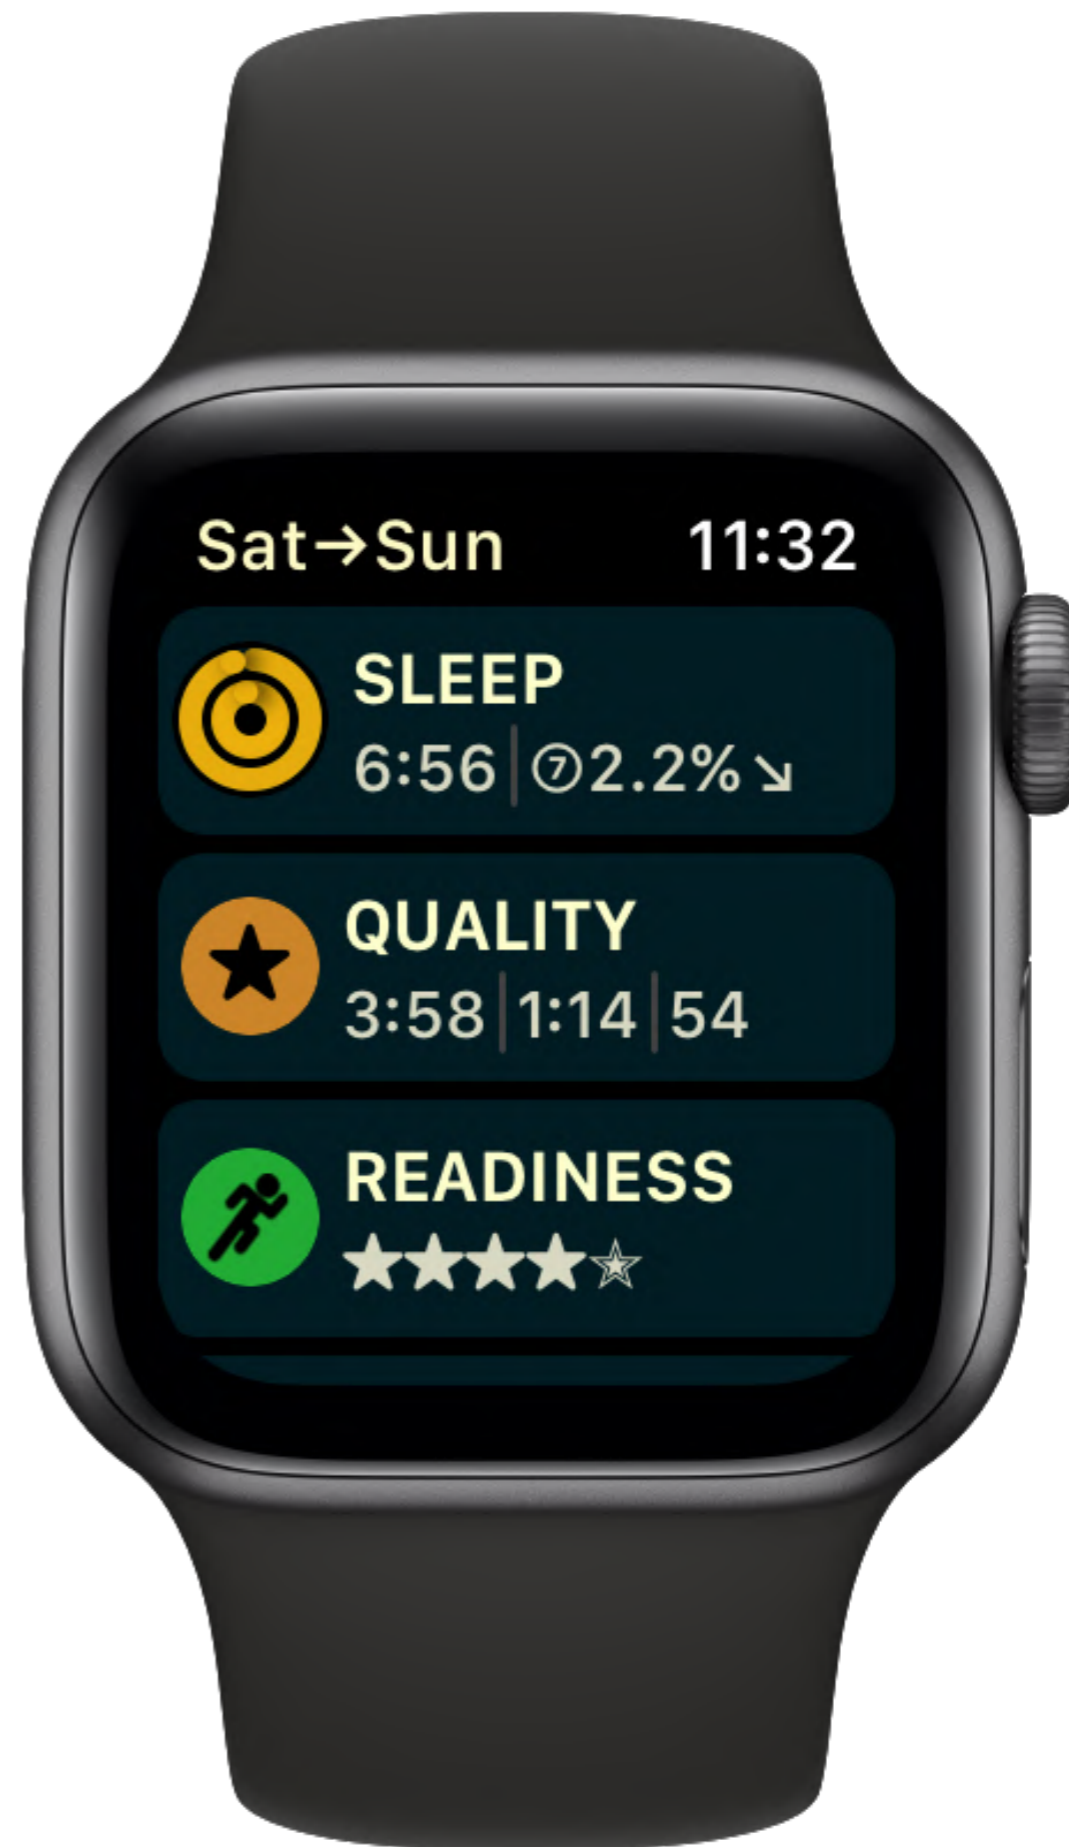 Sat→Sun 11:32
SLEEP
6:56|⑦2.2%↘
QUALITY
3:58|1:14|54
READINESS
★★★★☆